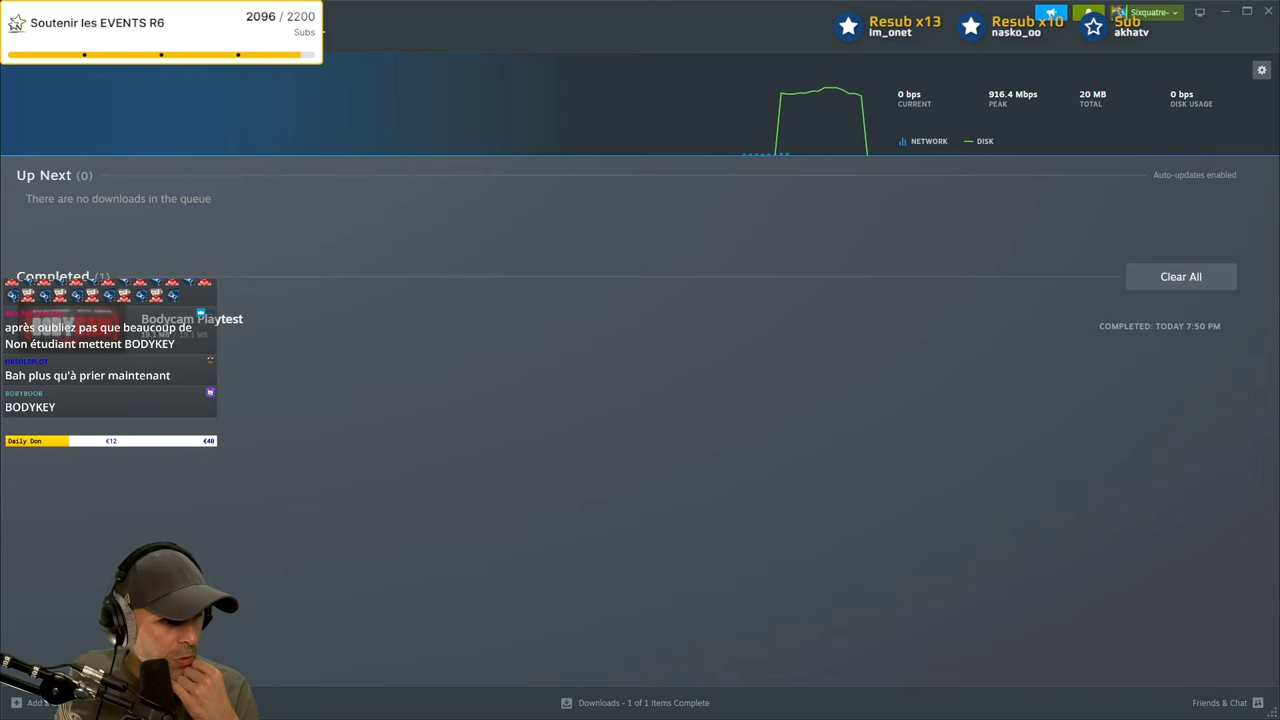 Soutenir les EVENTS R6
2096 / 2200
Subs
Resub x13
lm_onet
Resub x10
nasko_oo
Sub
akhatv
Sixquatre-
0 bps
CURRENT
916.4 Mbps
PEAK
20 MB
TOTAL
0 bps
DISK USAGE
NETWORK
DISK
Up Next (0)
Auto-updates enabled
There are no downloads in the queue
Completed (1)
Clear All
Bodycam Playtest
COMPLETED: TODAY 7:50 PM
après oubliez pas que beaucoup de
Non étudiant mettent BODYKEY
ORSOLEPLOT
Bah plus qu'à prier maintenant
BOBYBOOB
BODYKEY
Daily Don
€12
€40
Add a
Downloads - 1 of 1 Items Complete
Friends & Chat